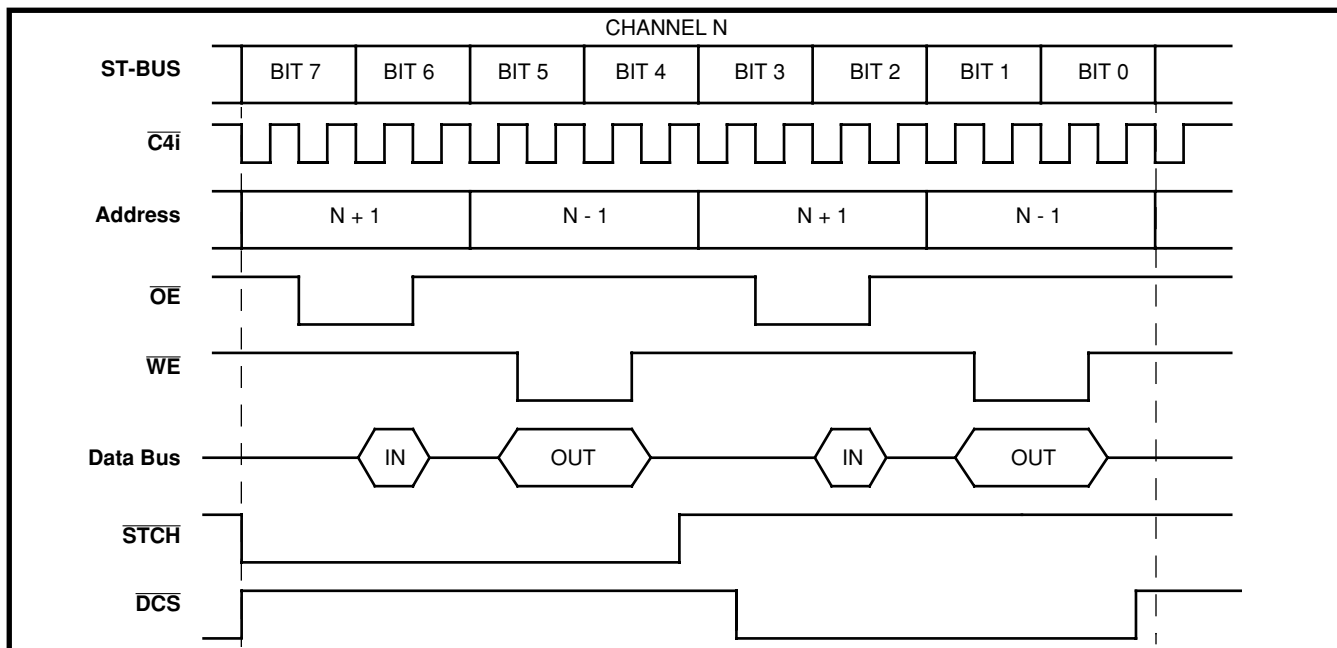 CHANNEL N
ST-BUS BIT 7 BIT 6 BIT 5 BIT 4 BIT 3 BIT 2 BIT 1 BIT 0
C4i
Address N + 1 N - 1 N + 1 N - 1
OE
WE
Data Bus IN OUT IN OUT
STCH
DCS